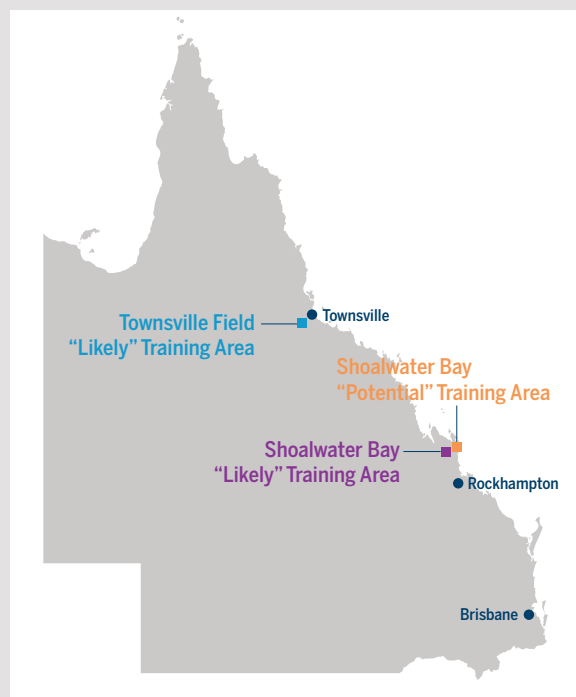 Townsville
Townsville Field
“Likely” Training Area
Shoalwater Bay
“Potential” Training Area
Shoalwater Bay
“Likely” Training Area
Rockhampton
Brisbane